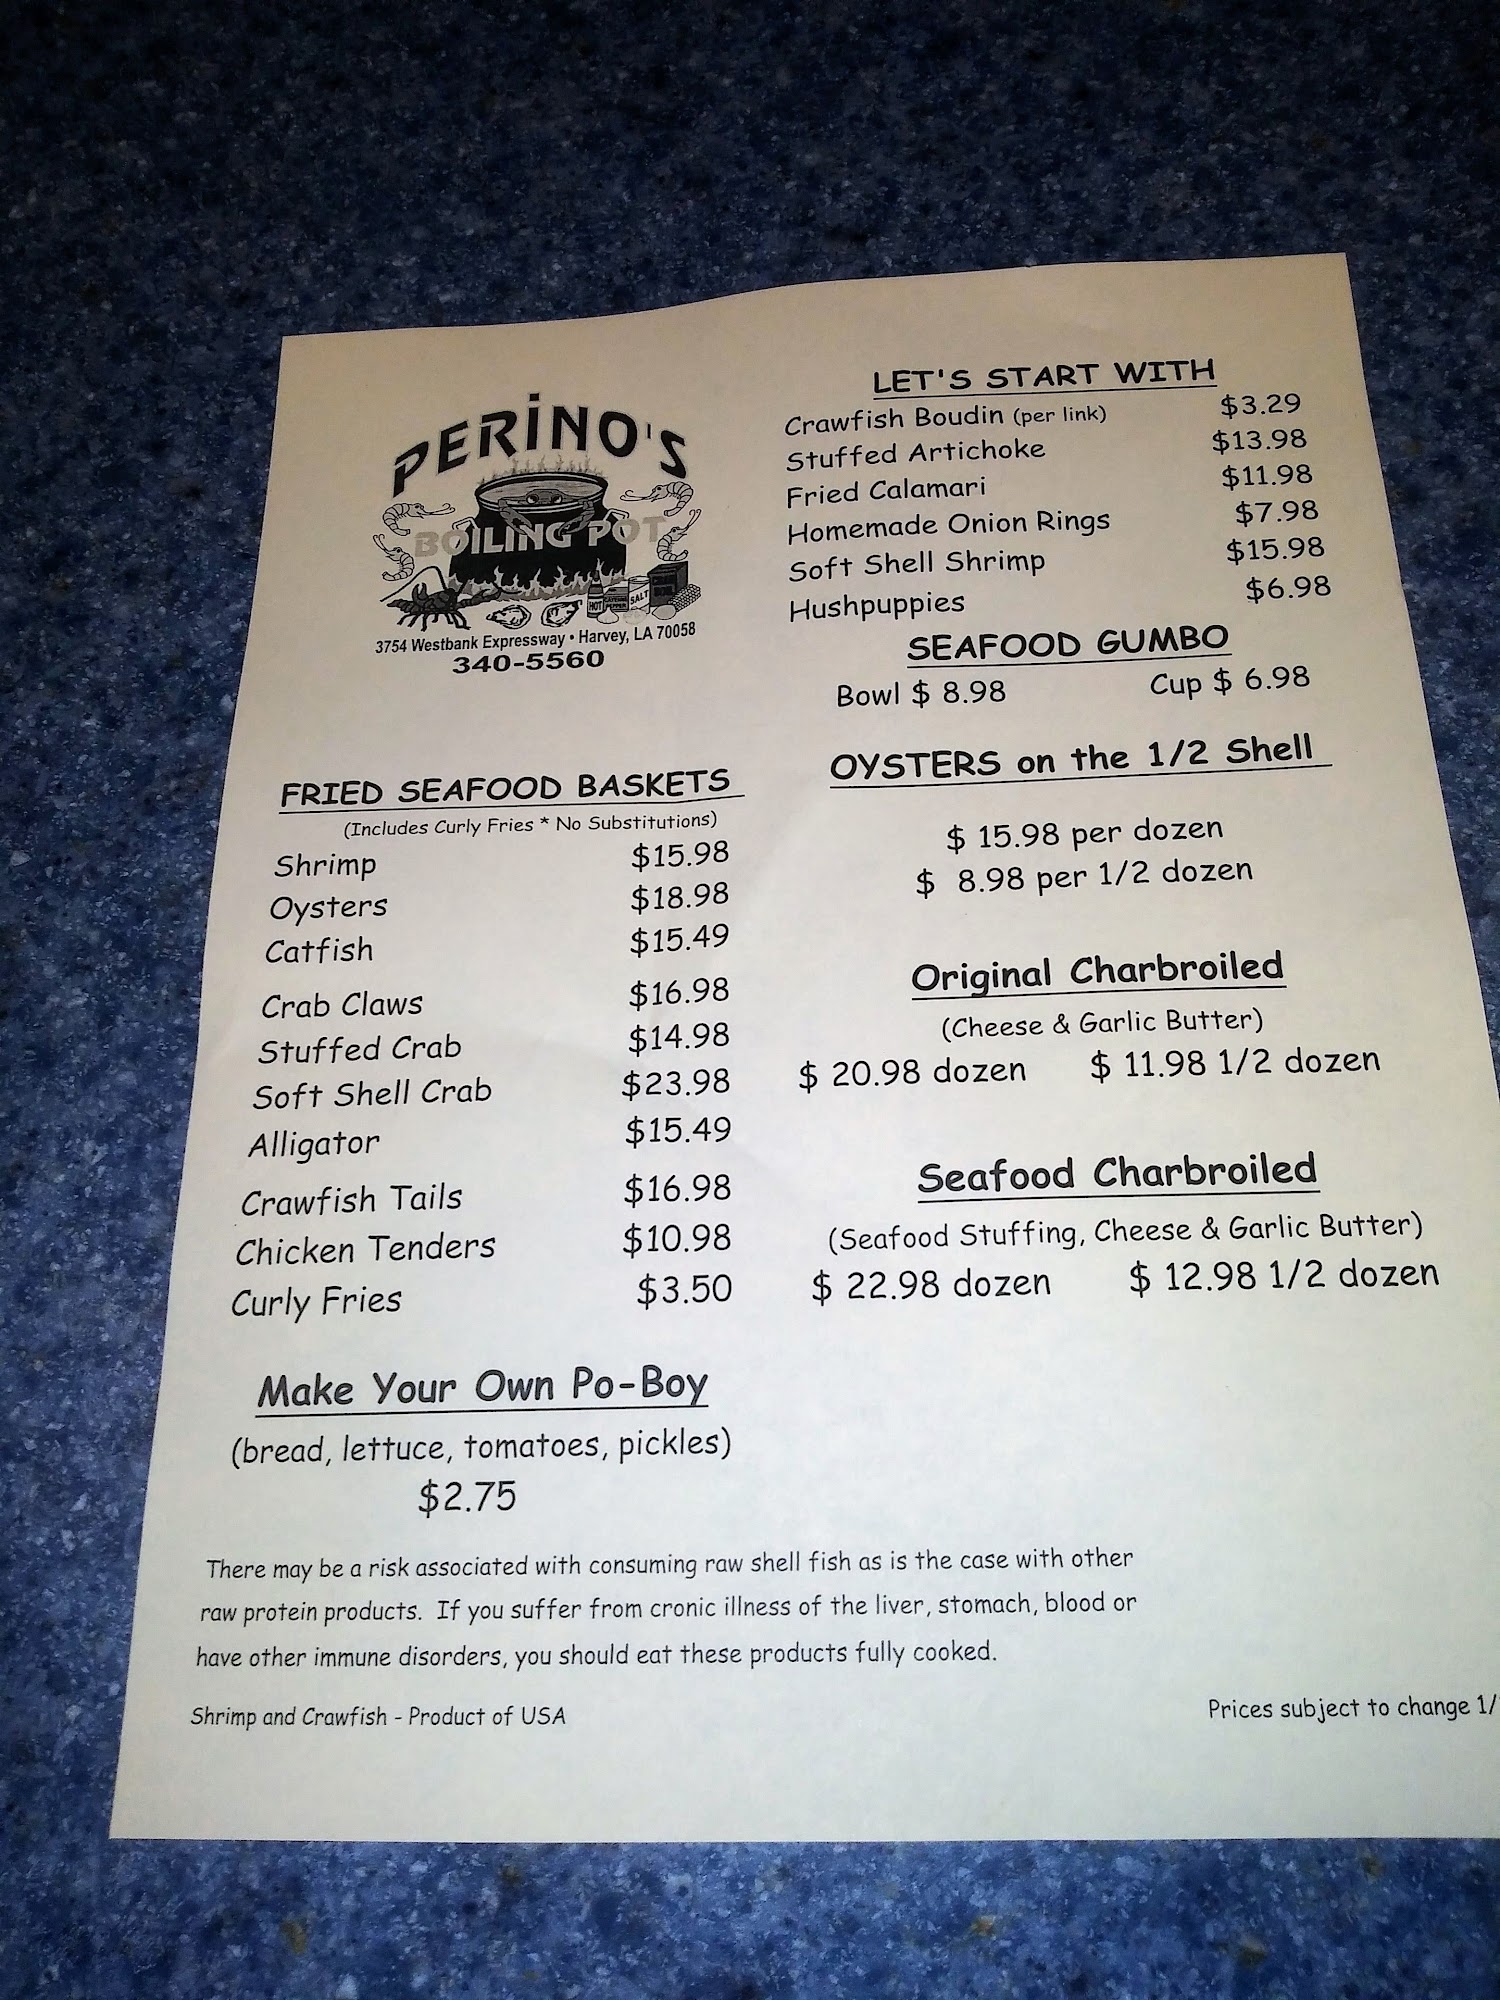 PERINO'S
BOILING POT
HOT
CAYENNE PEPPER
SALT
3754 Westbank Expressway • Harvey, LA 70058
340-5560
FRIED SEAFOOD BASKETS
(Includes Curly Fries * No Substitutions)
Shrimp $15.98
Oysters $18.98
Catfish $15.49
Crab Claws $16.98
Stuffed Crab $14.98
Soft Shell Crab $23.98
Alligator $15.49
Crawfish Tails $16.98
Chicken Tenders $10.98
Curly Fries $3.50
Make Your Own Po-Boy
(bread, lettuce, tomatoes, pickles)
$2.75
LET'S START WITH
Crawfish Boudin (per link) $3.29
Stuffed Artichoke $13.98
Fried Calamari $11.98
Homemade Onion Rings $7.98
Soft Shell Shrimp $15.98
Hushpuppies $6.98
SEAFOOD GUMBO
Bowl $ 8.98 Cup $ 6.98
OYSTERS on the 1/2 Shell
$ 15.98 per dozen
$ 8.98 per 1/2 dozen
Original Charbroiled
(Cheese & Garlic Butter)
$ 20.98 dozen $ 11.98 1/2 dozen
Seafood Charbroiled
(Seafood Stuffing, Cheese & Garlic Butter)
$ 22.98 dozen $ 12.98 1/2 dozen
There may be a risk associated with consuming raw shell fish as is the case with other
raw protein products. If you suffer from cronic illness of the liver, stomach, blood or
have other immune disorders, you should eat these products fully cooked.
Shrimp and Crawfish - Product of USA
Prices subject to change 1/